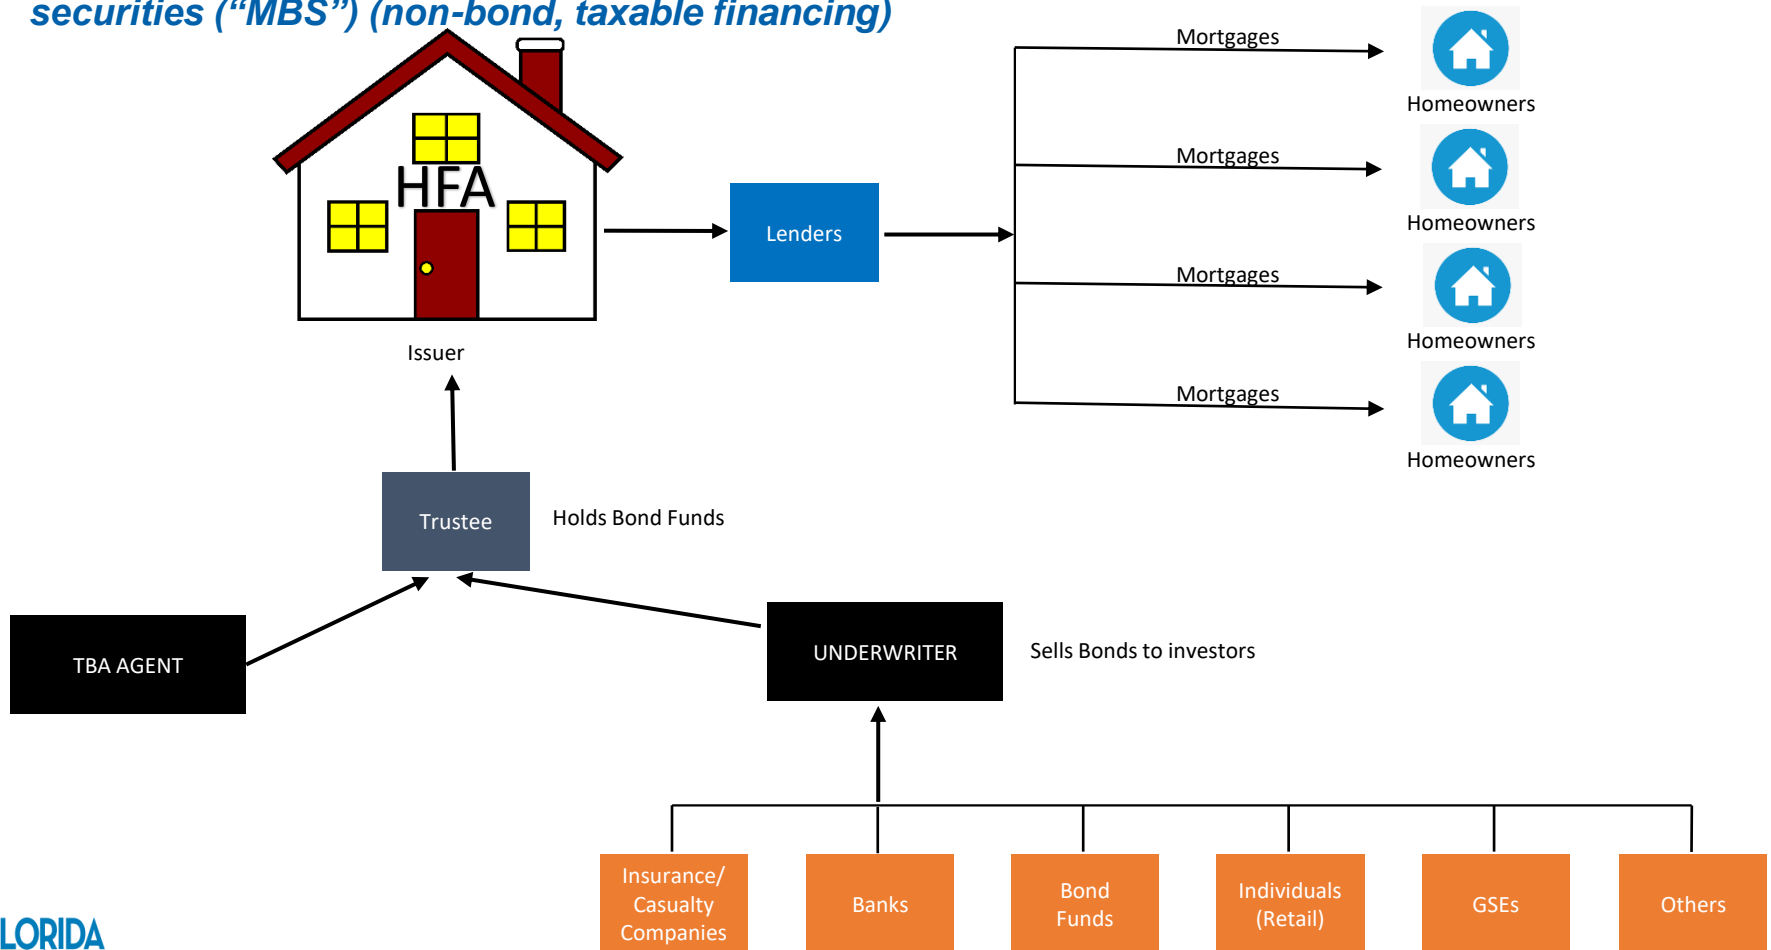 securities (“MBS”) (non-bond, taxable financing)
Mortgages
Homeowners
Mortgages
Homeowners
HFA
Lenders
Mortgages
Homeowners
Issuer
Mortgages
Homeowners
Trustee
Holds Bond Funds
TBA AGENT
UNDERWRITER
Sells Bonds to investors
Insurance/
Casualty
Companies
Banks
Bond
Funds
Individuals
(Retail)
GSEs
Others
LORIDA